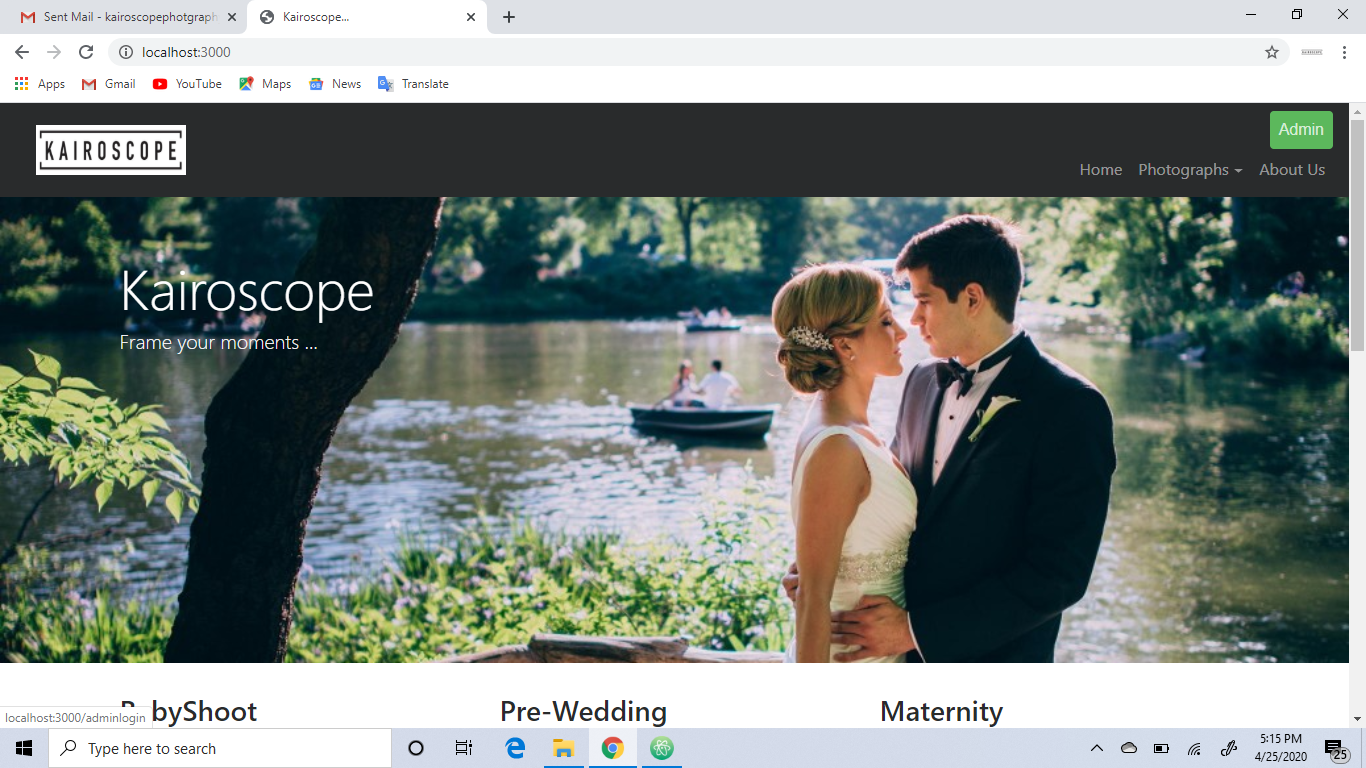 Sent Mail - kairoscopephotgraph
Kairoscope...
localhost:3000
Apps
Gmail
YouTube
Maps
News
Translate
KAIROSCOPE
Admin
Home
Photographs
About Us
Kairoscope
Frame your moments ...
byShoot
Pre-Wedding
Maternity
localhost:3000/adminlogin
Type here to search
5:15 PM
4/25/2020
25